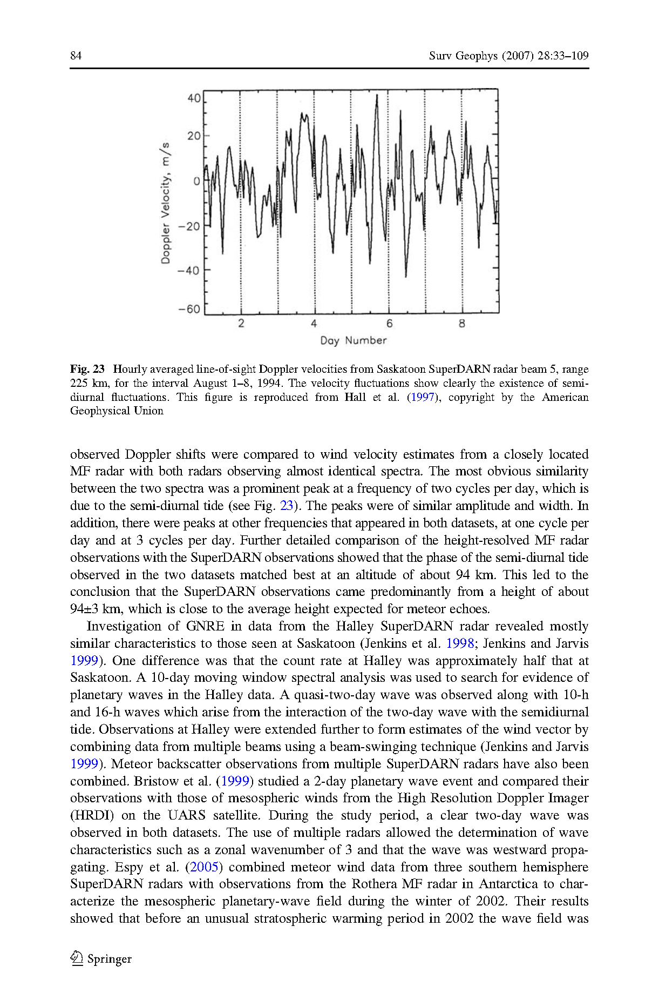 84
Surv Geophys (2007) 28:33–109
40
20
0
−20
−40
−60
Doppler Velocity, m/s
2
4
6
8
Day Number
Fig. 23 Hourly averaged line-of-sight Doppler velocities from Saskatoon SuperDARN radar beam 5, range
225 km, for the interval August 1–8, 1994. The velocity fluctuations show clearly the existence of semi-
diurnal fluctuations. This figure is reproduced from Hall et al. (1997), copyright by the American
Geophysical Union
observed Doppler shifts were compared to wind velocity estimates from a closely located
MF radar with both radars observing almost identical spectra. The most obvious similarity
between the two spectra was a prominent peak at a frequency of two cycles per day, which is
due to the semi-diurnal tide (see Fig. 23). The peaks were of similar amplitude and width. In
addition, there were peaks at other frequencies that appeared in both datasets, at one cycle per
day and at 3 cycles per day. Further detailed comparison of the height-resolved MF radar
observations with the SuperDARN observations showed that the phase of the semi-diurnal tide
observed in the two datasets matched best at an altitude of about 94 km. This led to the
conclusion that the SuperDARN observations came predominantly from a height of about
94±3 km, which is close to the average height expected for meteor echoes.
Investigation of GNRE in data from the Halley SuperDARN radar revealed mostly
similar characteristics to those seen at Saskatoon (Jenkins et al. 1998; Jenkins and Jarvis
1999). One difference was that the count rate at Halley was approximately half that at
Saskatoon. A 10-day moving window spectral analysis was used to search for evidence of
planetary waves in the Halley data. A quasi-two-day wave was observed along with 10-h
and 16-h waves which arise from the interaction of the two-day wave with the semidiurnal
tide. Observations at Halley were extended further to form estimates of the wind vector by
combining data from multiple beams using a beam-swinging technique (Jenkins and Jarvis
1999). Meteor backscatter observations from multiple SuperDARN radars have also been
combined. Bristow et al. (1999) studied a 2-day planetary wave event and compared their
observations with those of mesospheric winds from the High Resolution Doppler Imager
(HRDI) on the UARS satellite. During the study period, a clear two-day wave was
observed in both datasets. The use of multiple radars allowed the determination of wave
characteristics such as a zonal wavenumber of 3 and that the wave was westward propa-
gating. Espy et al. (2005) combined meteor wind data from three southern hemisphere
SuperDARN radars with observations from the Rothera MF radar in Antarctica to char-
acterize the mesospheric planetary-wave field during the winter of 2002. Their results
showed that before an unusual stratospheric warming period in 2002 the wave field was
Springer